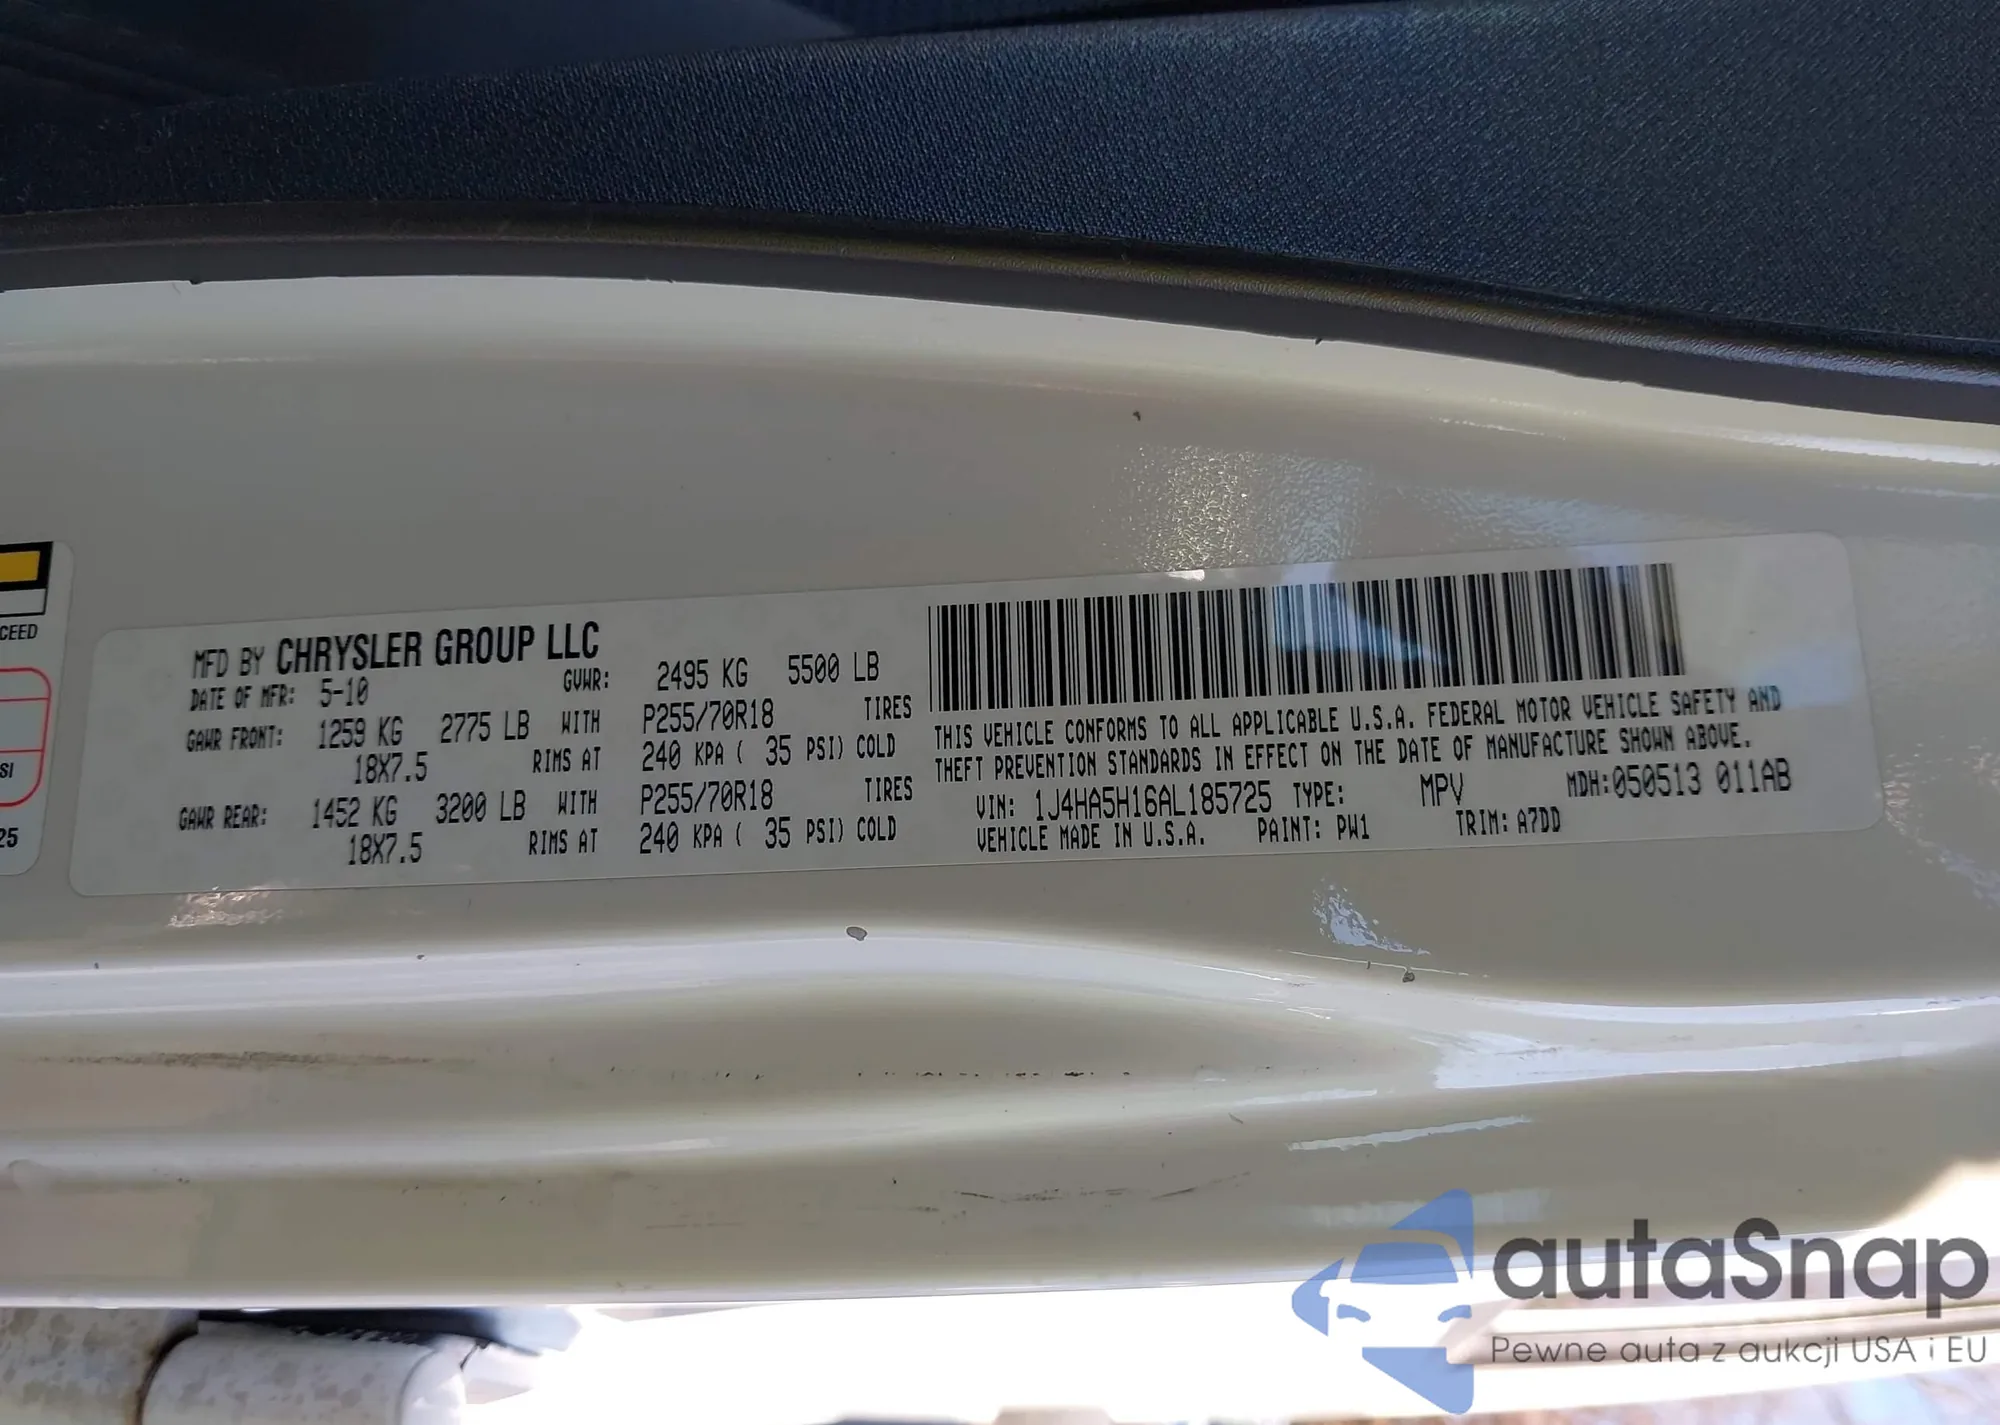 CEED
SI
25
MFD BY CHRYSLER GROUP LLC
DATE OF MFR: 5-10 GVWR: 2495 KG 5500 LB
GAWR FRONT: 1259 KG 2775 LB WITH P255/70R18 TIRES
18X7.5 RIMS AT 240 KPA ( 35 PSI) COLD
GAWR REAR: 1452 KG 3200 LB WITH P255/70R18 TIRES
18X7.5 RIMS AT 240 KPA ( 35 PSI) COLD
THIS VEHICLE CONFORMS TO ALL APPLICABLE U.S.A. FEDERAL MOTOR VEHICLE SAFETY AND
THEFT PREVENTION STANDARDS IN EFFECT ON THE DATE OF MANUFACTURE SHOWN ABOVE.
VIN: 1J4HA5H16AL185725 TYPE: MPV MDH:050513 011AB
VEHICLE MADE IN U.S.A. PAINT: PW1 TRIM: A7DD
autaSnap
Pewne auta z aukcji USA i EU